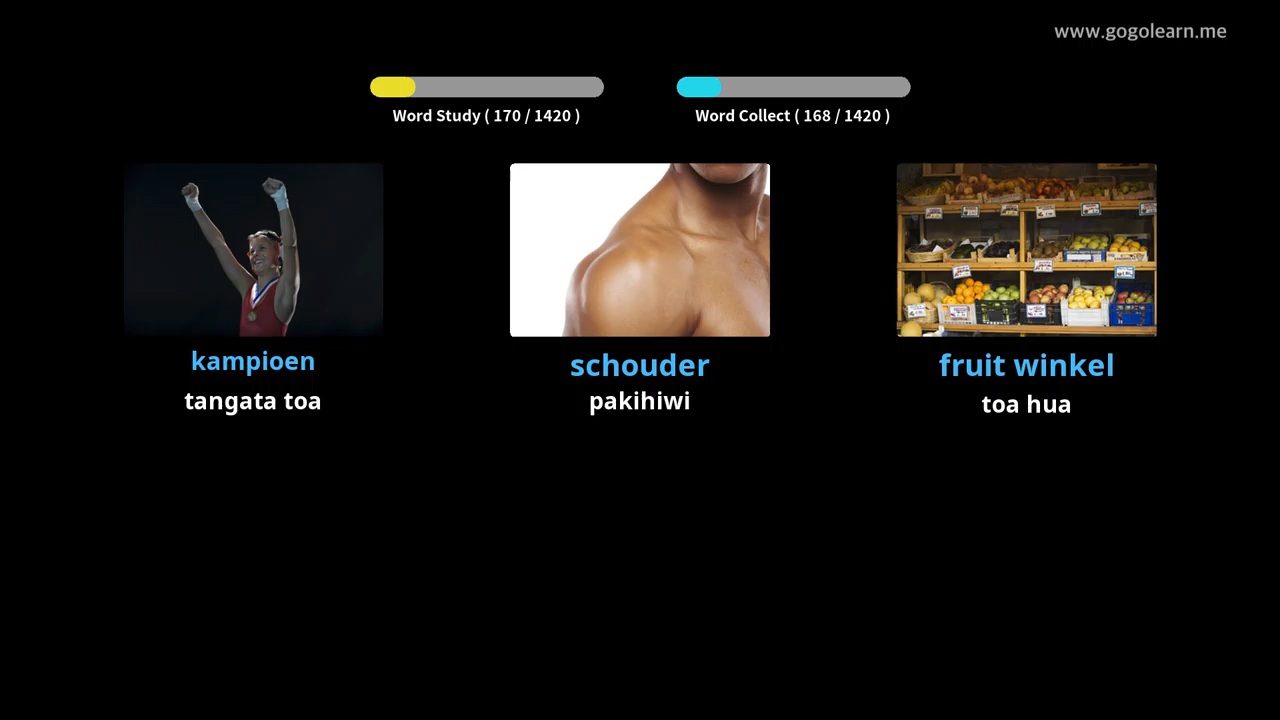 www.gogolearn.me
Word Study ( 170 / 1420 )
Word Collect ( 168 / 1420 )
kampioen
schouder
fruit winkel
tangata toa
pakihiwi
toa hua